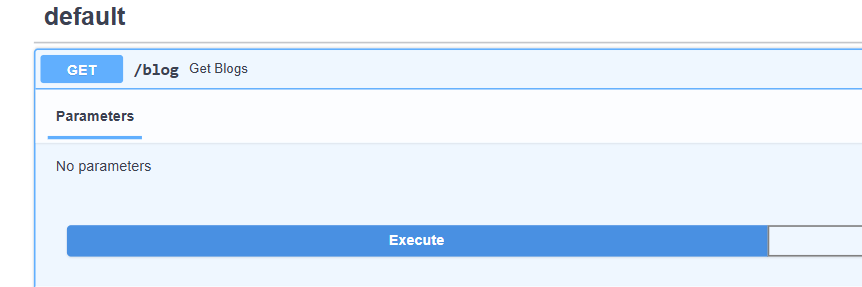 default
GET /blog Get Blogs
Parameters
No parameters
Execute